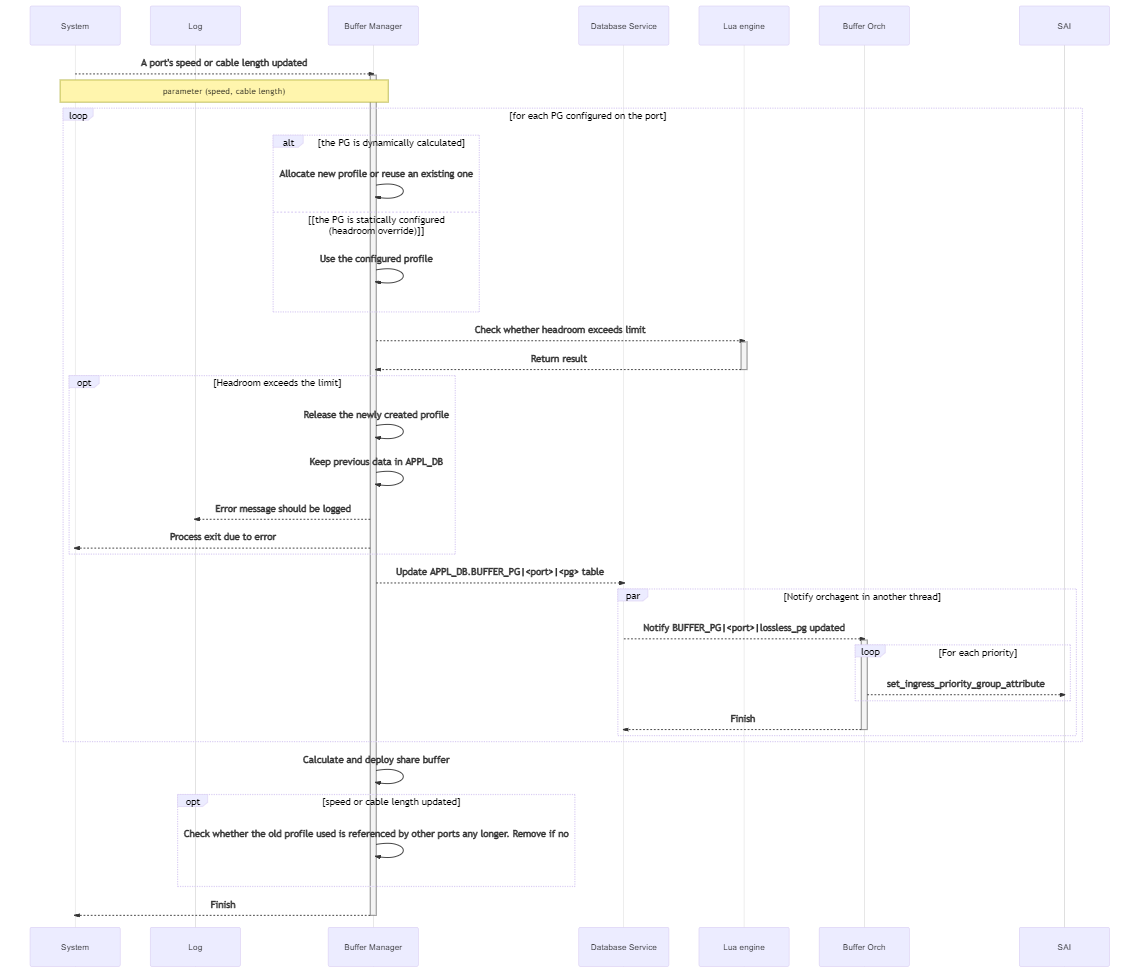 System
Log
Buffer Manager
Database Service
Lua engine
Buffer Orch
SAI
A port's speed or cable length updated
parameter (speed, cable length)
loop
[for each PG configured on the port]
alt
[the PG is dynamically calculated]
Allocate new profile or reuse an existing one
[[the PG is statically configured
(headroom override)]]
Use the configured profile
Check whether headroom exceeds limit
Return result
opt
[Headroom exceeds the limit]
Release the newly created profile
Keep previous data in APPL_DB
Error message should be logged
Process exit due to error
Update APPL_DB.BUFFER_PG|<port>|<pg> table
par
[Notify orchagent in another thread]
Notify BUFFER_PG|<port>|lossless_pg updated
loop
[For each priority]
set_ingress_priority_group_attribute
Finish
Calculate and deploy share buffer
opt
[speed or cable length updated]
Check whether the old profile used is referenced by other ports any longer. Remove if no
Finish
System
Log
Buffer Manager
Database Service
Lua engine
Buffer Orch
SAI